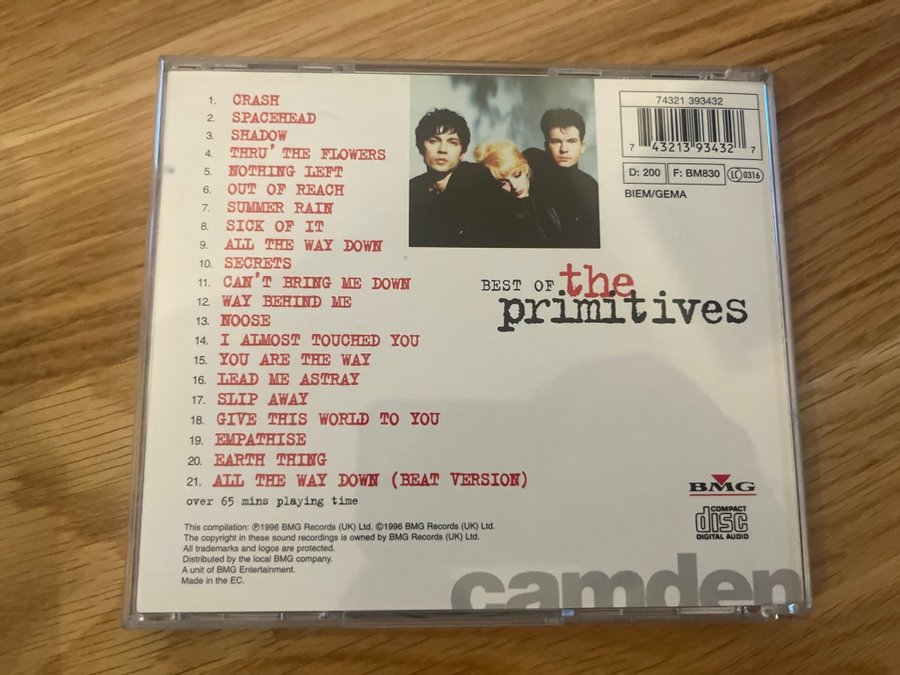 1. CRASH
2. SPACEHEAD
3. SHADOW
4. THRU' THE FLOWERS
5. NOTHING LEFT
6. OUT OF REACH
7. SUMMER RAIN
8. SICK OF IT
9. ALL THE WAY DOWN
10. SECRETS
11. CAN'T BRING ME DOWN
12. WAY BEHIND ME
13. NOOSE
14. I ALMOST TOUCHED YOU
15. YOU ARE THE WAY
16. LEAD ME ASTRAY
17. SLIP AWAY
18. GIVE THIS WORLD TO YOU
19. EMPATHISE
20. EARTH THING
21. ALL THE WAY DOWN (BEAT VERSION)
over 65 mins playing time
This compilation: ℗1996 BMG Records (UK) Ltd. ©1996 BMG Records (UK) Ltd.
The copyright in these sound recordings is owned by BMG Records (UK) Ltd.
All trademarks and logos are protected.
Distributed by the local BMG company.
A unit of BMG Entertainment.
Made in the EC.
74321 393432
7 43213 93432 7
D: 200 F: BM830 LC 0316
BIEM/GEMA
BEST OF the
primitives
BMG
COMPACT
disc
DIGITAL AUDIO
camden